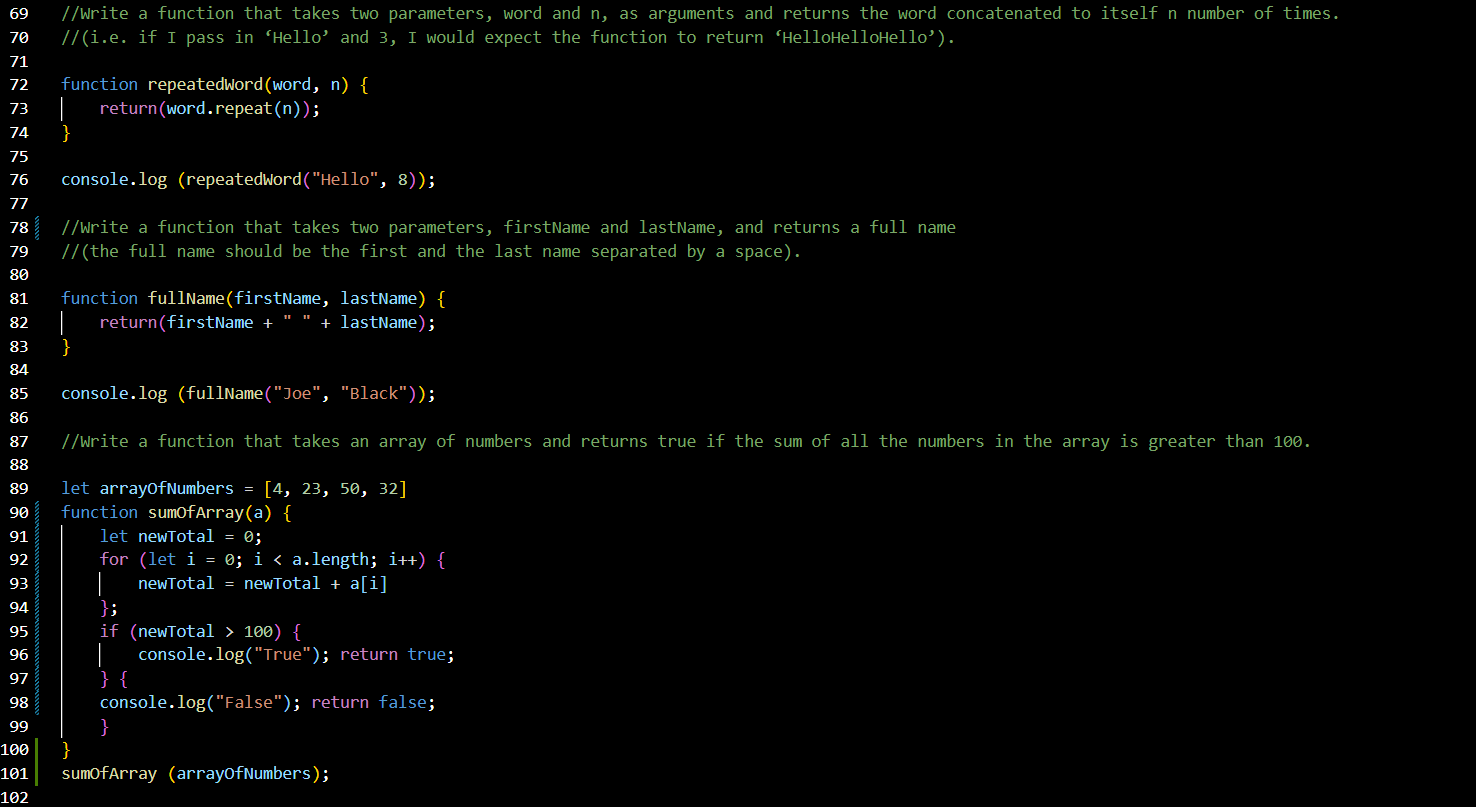 69 //Write a function that takes two parameters, word and n, as arguments and returns the word concatenated to itself n number of times.
70 //(i.e. if I pass in ‘Hello’ and 3, I would expect the function to return ‘HelloHelloHello’).
71
72 function repeatedWord(word, n) {
73     return(word.repeat(n));
74 }
75
76 console.log (repeatedWord("Hello", 8));
77
78 //Write a function that takes two parameters, firstName and lastName, and returns a full name
79 //(the full name should be the first and the last name separated by a space).
80
81 function fullName(firstName, lastName) {
82     return(firstName + " " + lastName);
83 }
84
85 console.log (fullName("Joe", "Black"));
86
87 //Write a function that takes an array of numbers and returns true if the sum of all the numbers in the array is greater than 100.
88
89 let arrayOfNumbers = [4, 23, 50, 32]
90 function sumOfArray(a) {
91     let newTotal = 0;
92     for (let i = 0; i < a.length; i++) {
93         newTotal = newTotal + a[i]
94     };
95     if (newTotal > 100) {
96         console.log("True"); return true;
97     } {
98     console.log("False"); return false;
99     }
100 }
101 sumOfArray (arrayOfNumbers);
102